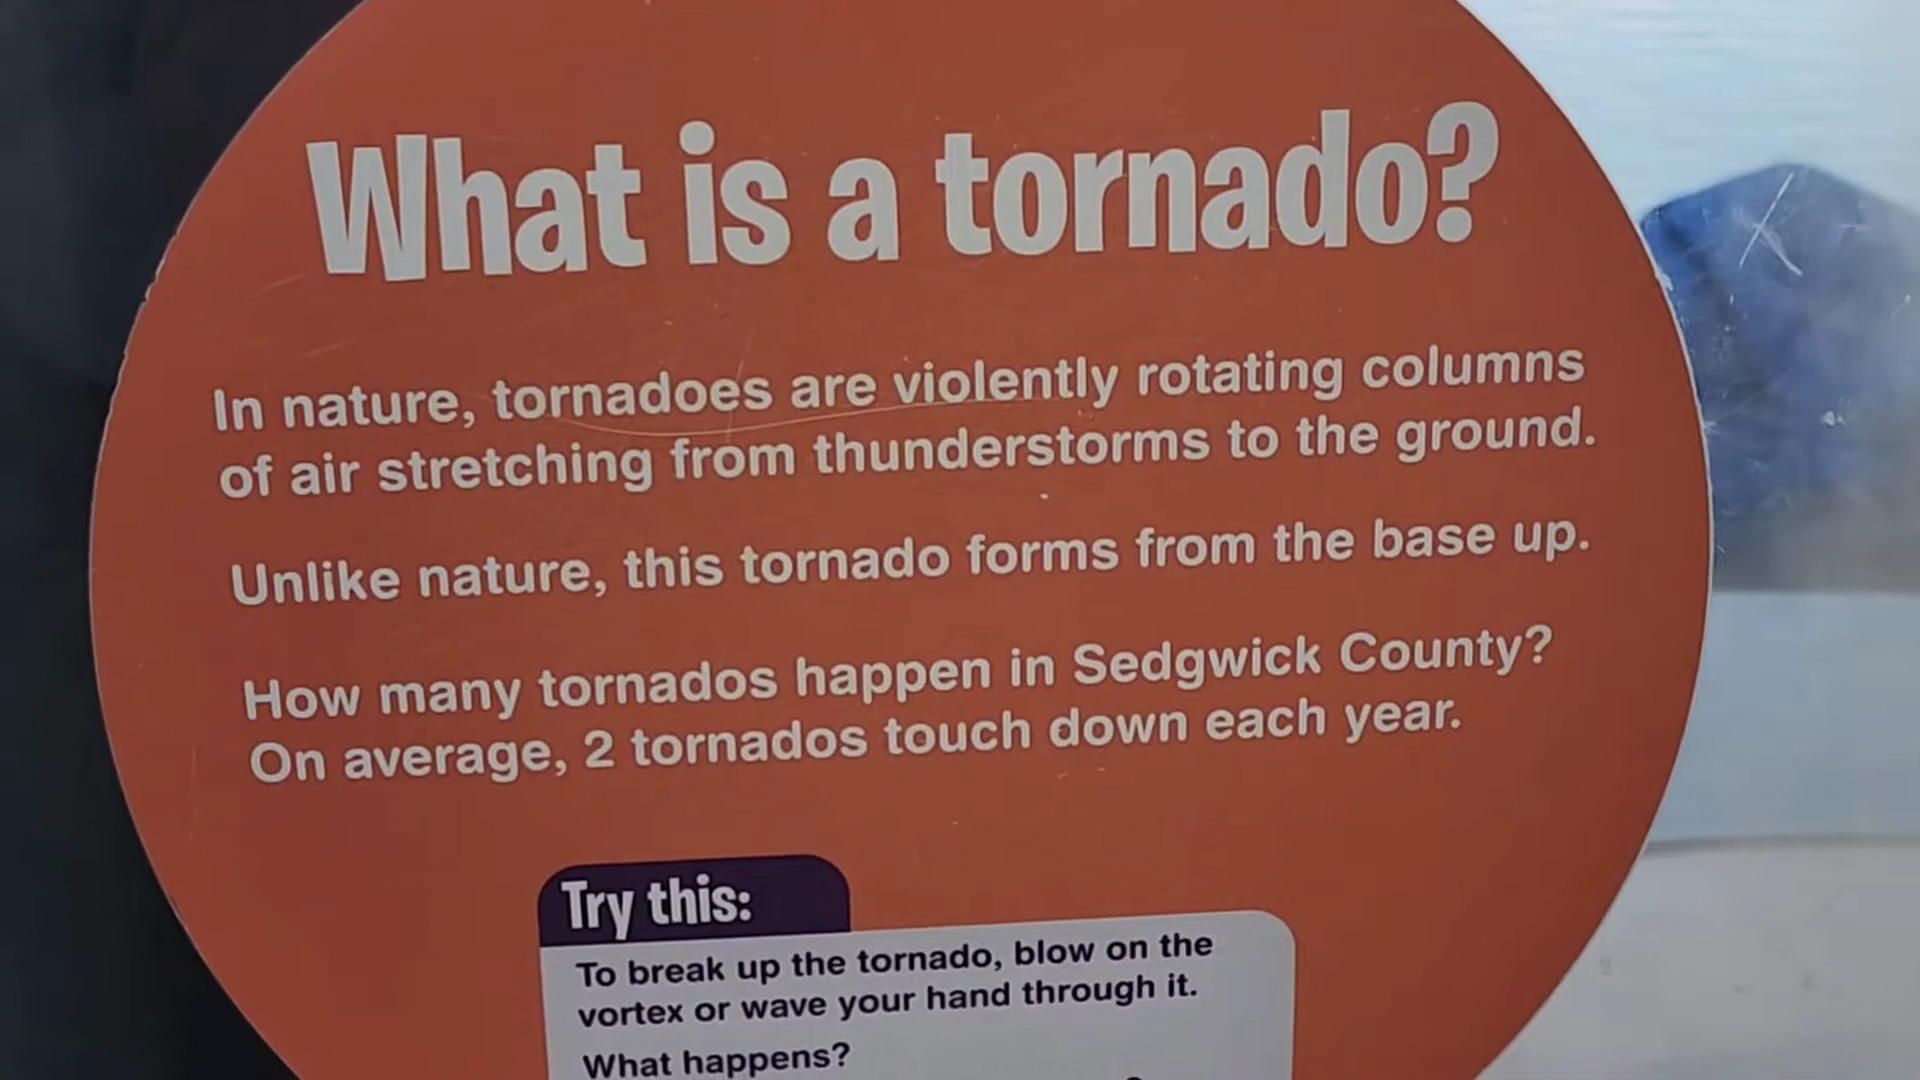 What is a tornado?
In nature, tornadoes are violently rotating columns
of air stretching from thunderstorms to the ground.
Unlike nature, this tornado forms from the base up.
How many tornados happen in Sedgwick County?
On average, 2 tornados touch down each year.
Try this:
To break up the tornado, blow on the
vortex or wave your hand through it.
What happens?